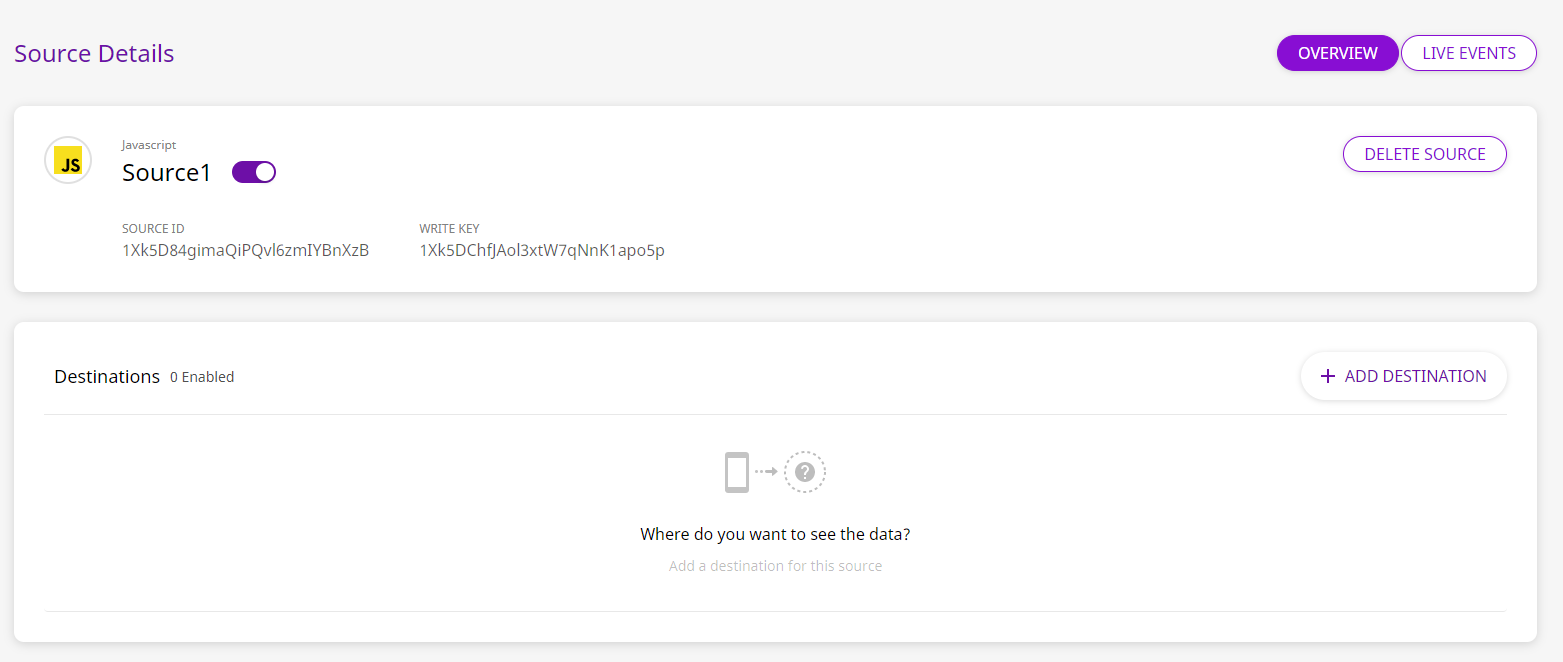 Source Details
OVERVIEW
LIVE EVENTS
JS
Javascript
Source1
DELETE SOURCE
SOURCE ID
WRITE KEY
1Xk5D84gimaQiPQvl6zmIYBnXzB
1Xk5DChfJAol3xtW7qNnK1apo5p
Destinations 0 Enabled
+ ADD DESTINATION
?
Where do you want to see the data?
Add a destination for this source